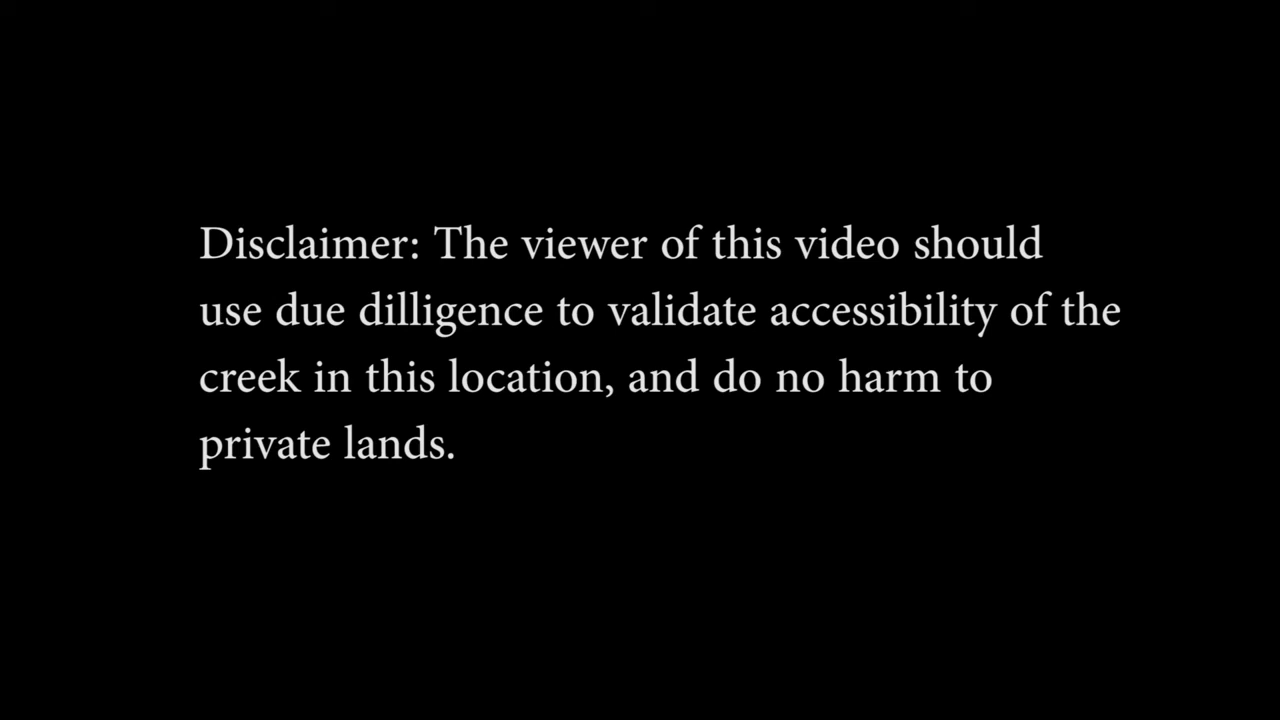 Disclaimer: The viewer of this video should
use due dilligence to validate accessibility of the
creek in this location, and do no harm to
private lands.